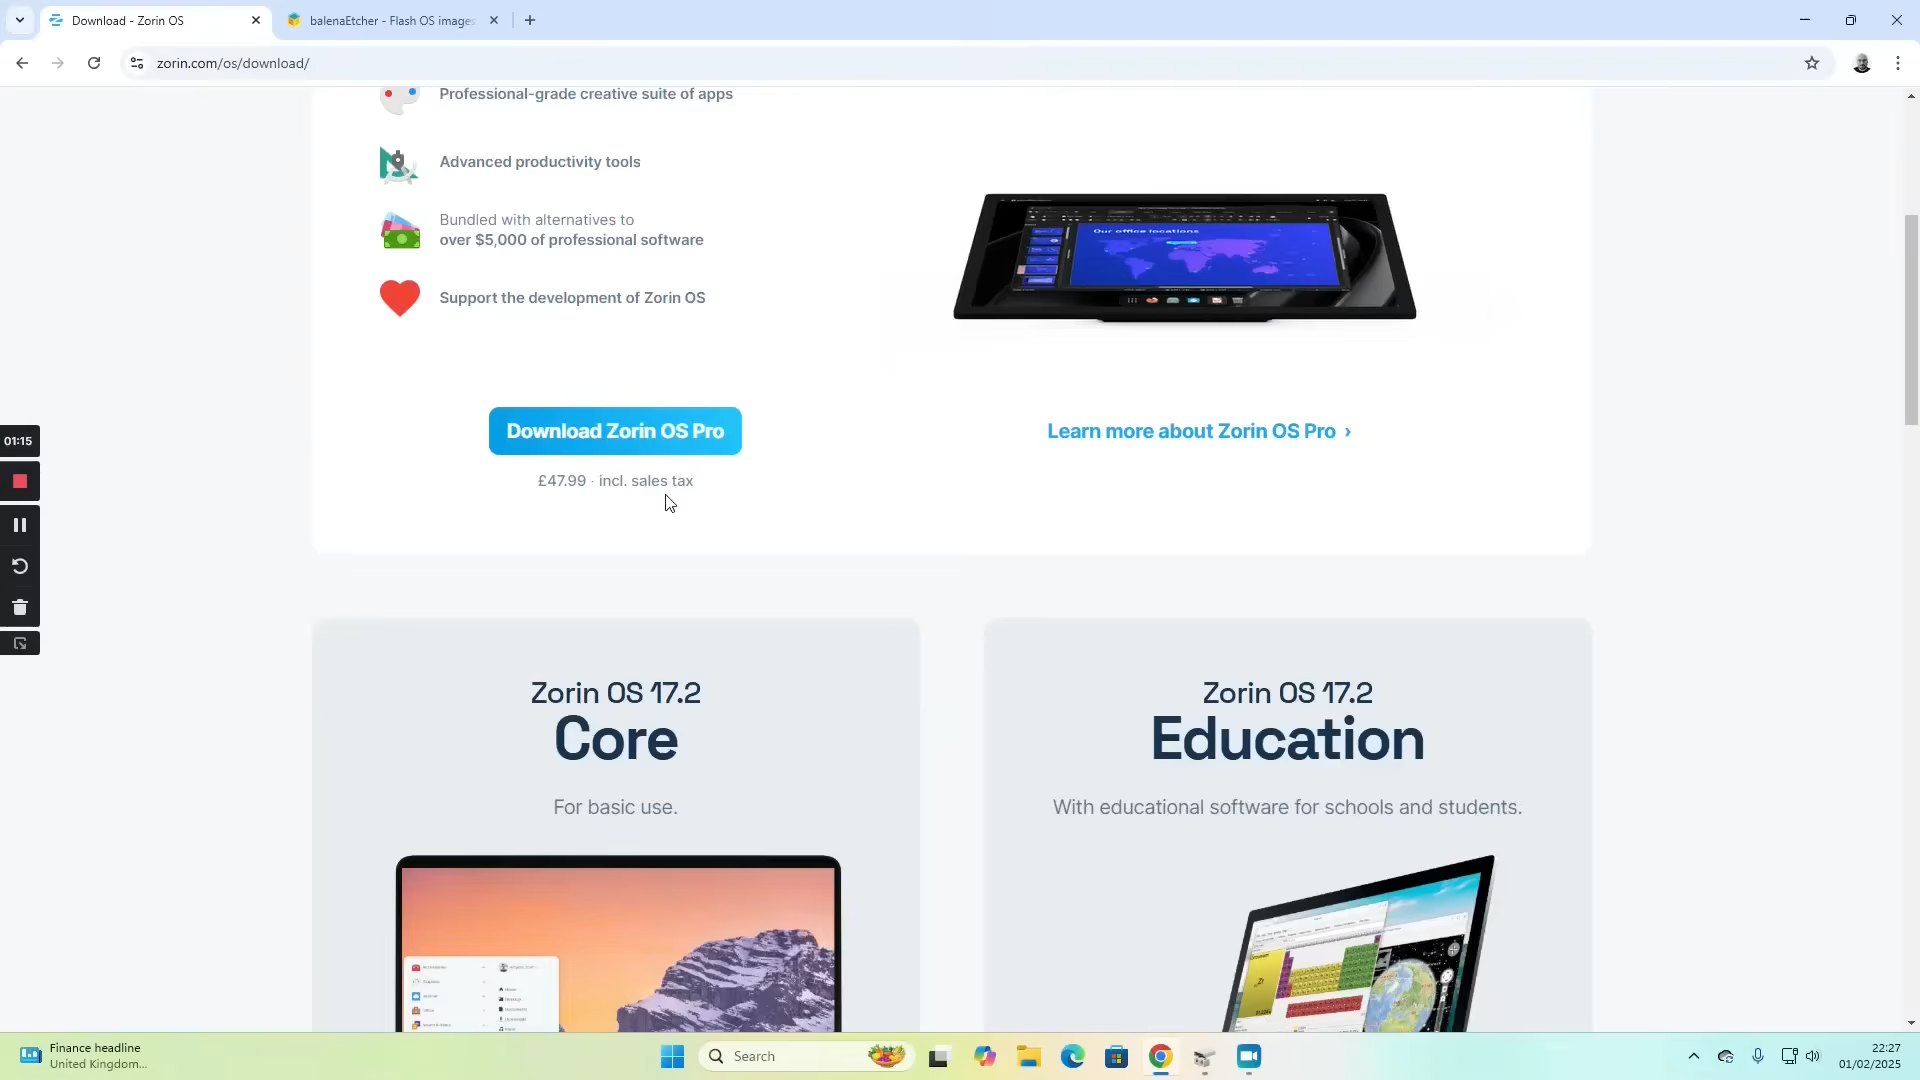 Download - Zorin OS
balenaEtcher - Flash OS images
zorin.com/os/download/
Professional-grade creative suite of apps
Advanced productivity tools
Bundled with alternatives to
over $5,000 of professional software
Support the development of Zorin OS
Our office locations
Download Zorin OS Pro
Learn more about Zorin OS Pro ›
£47.99 · incl. sales tax
01:15
Zorin OS 17.2
Core
For basic use.
Zorin OS 17.2
Education
With educational software for schools and students.
Finance headline
United Kingdom...
Search
22:27
01/02/2025